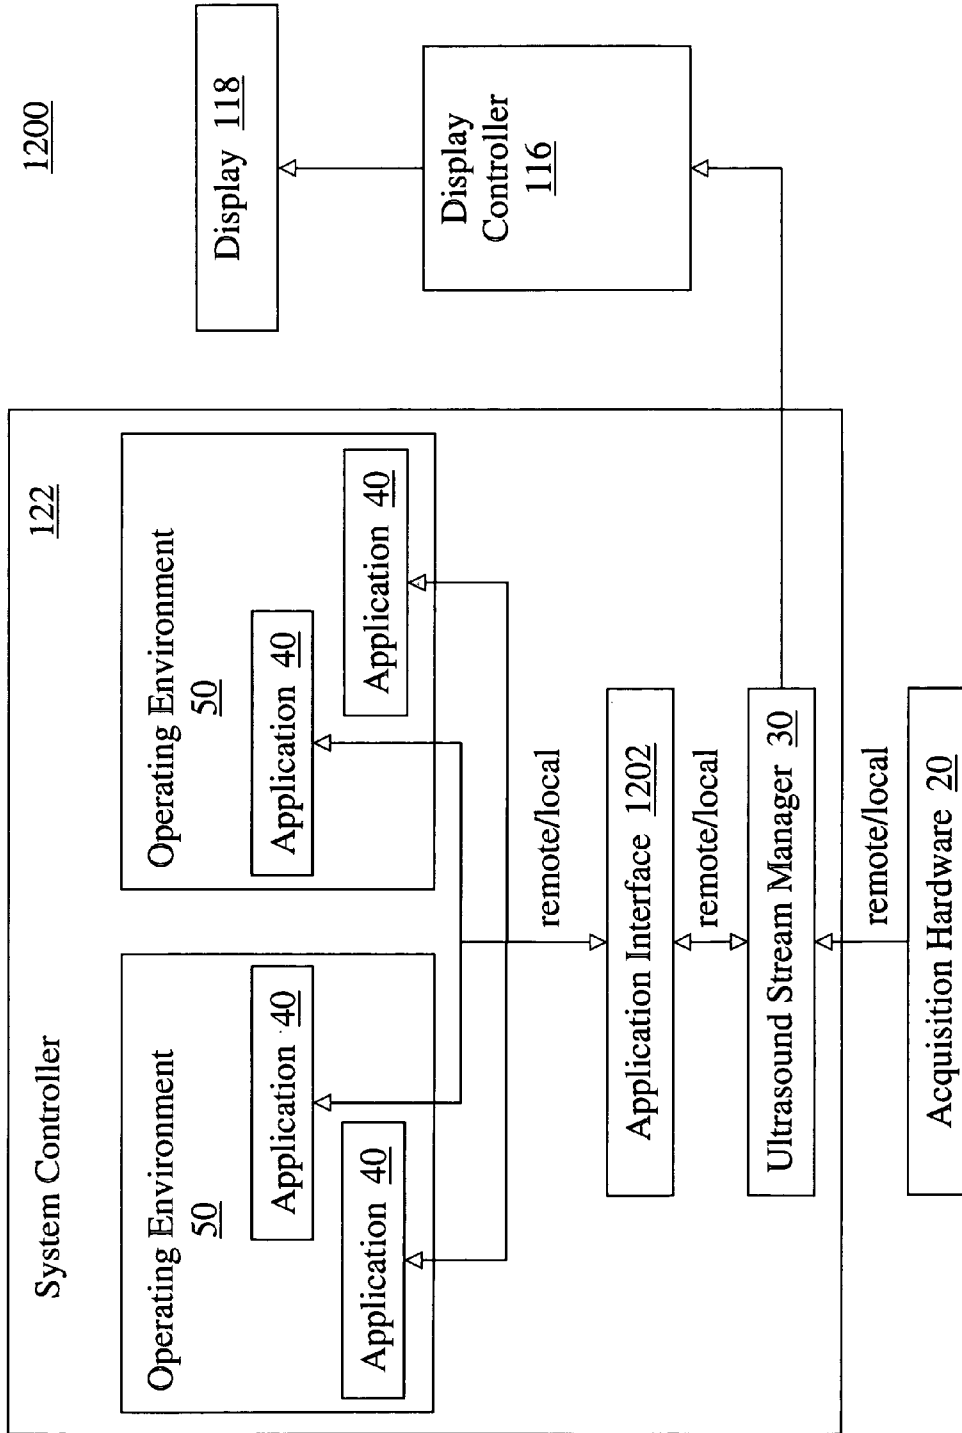 1200
System Controller
122
Operating Environment
50
Application 40
Application 40
Operating Environment
50
Application 40
Application 40
remote/local
Application Interface 1202
remote/local
Ultrasound Stream Manager 30
remote/local
Acquisition Hardware 20
Display 118
Display
Controller
116